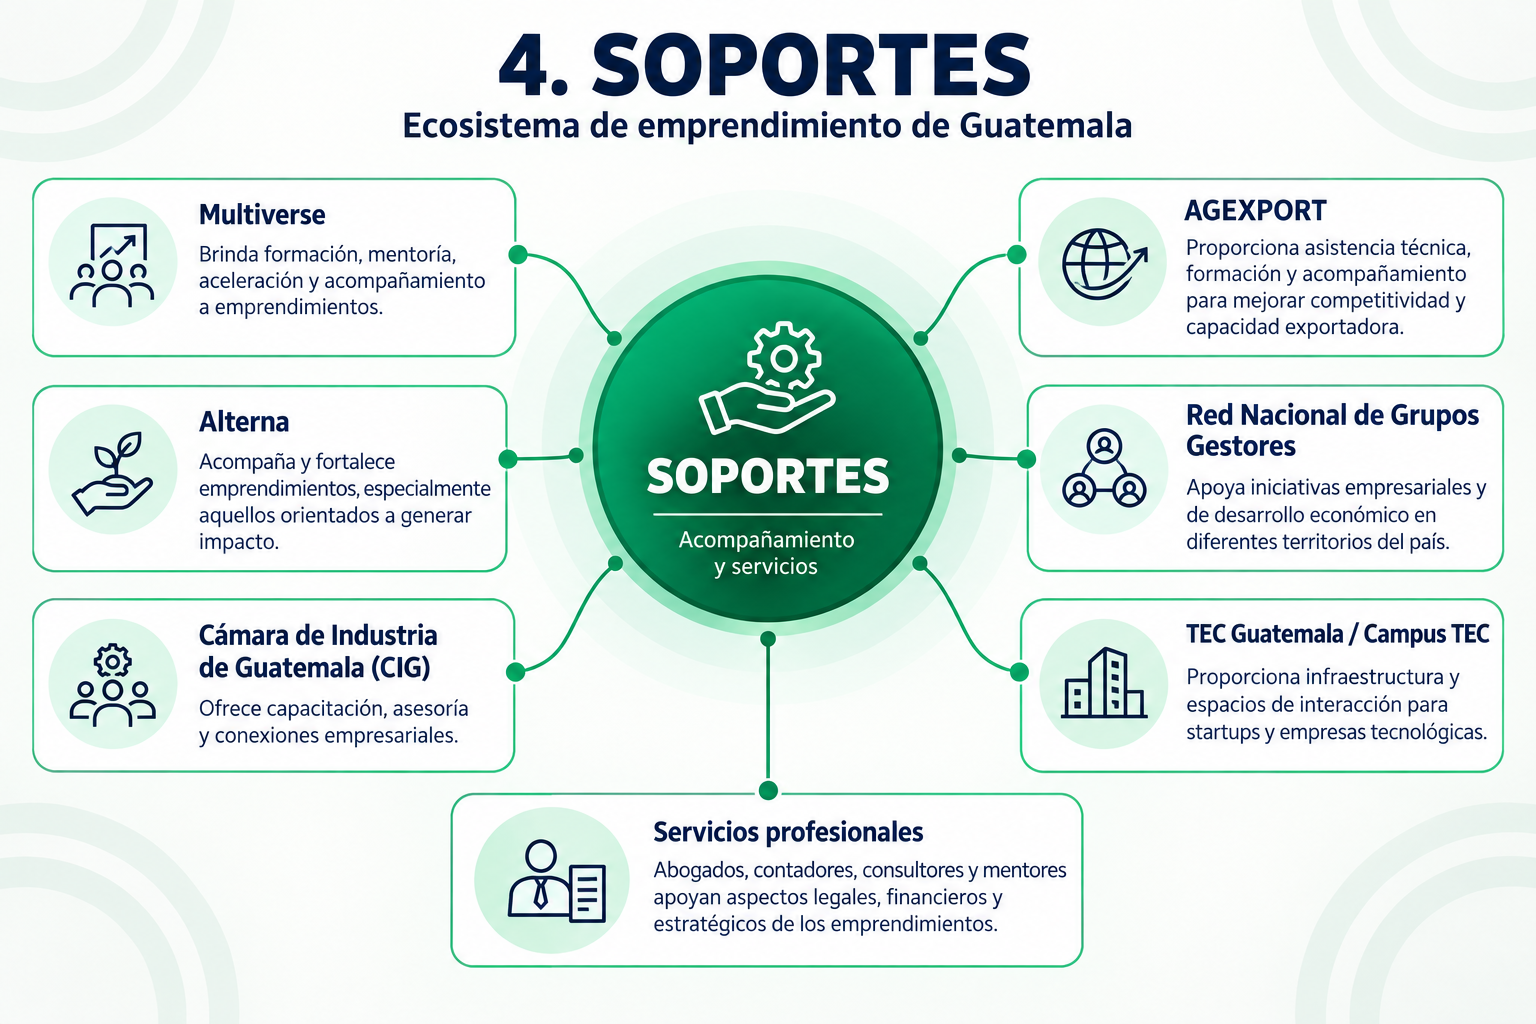 4. SOPORTES
Ecosistema de emprendimiento de Guatemala
Multiverse
Brinda formación, mentoría,
aceleración y acompañamiento
a emprendimientos.
Alterna
Acompaña y fortalece
emprendimientos, especialmente
aquellos orientados a generar
impacto.
Cámara de Industria
de Guatemala (CIG)
Ofrece capacitación, asesoría
y conexiones empresariales.
SOPORTES
Acompañamiento
y servicios
AGEXPORT
Proporciona asistencia técnica,
formación y acompañamiento
para mejorar competitividad y
capacidad exportadora.
Red Nacional de Grupos
Gestores
Apoya iniciativas empresariales y
de desarrollo económico en
diferentes territorios del país.
TEC Guatemala / Campus TEC
Proporciona infraestructura y
espacios de interacción para
startups y empresas tecnológicas.
Servicios profesionales
Abogados, contadores, consultores y mentores
apoyan aspectos legales, financieros y
estratégicos de los emprendimientos.